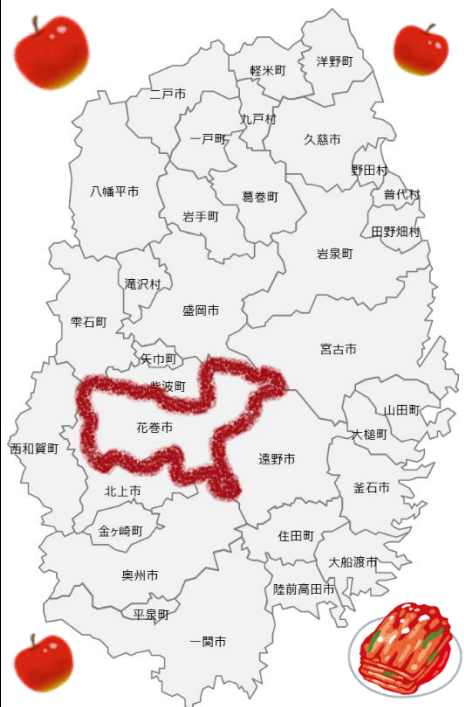 洋野町
軽米町
二戸市
九戸村
一戸町
久慈市
野田村
八幡平市
葛巻町
普代村
岩手町
田野畑村
岩泉町
滝沢村
盛岡市
雫石町
宮古市
矢巾町
紫波町
山田町
花巻市
大槌町
西和賀町
遠野市
北上市
釜石市
金ヶ崎町
住田町
大船渡市
奥州市
陸前高田市
平泉町
一関市